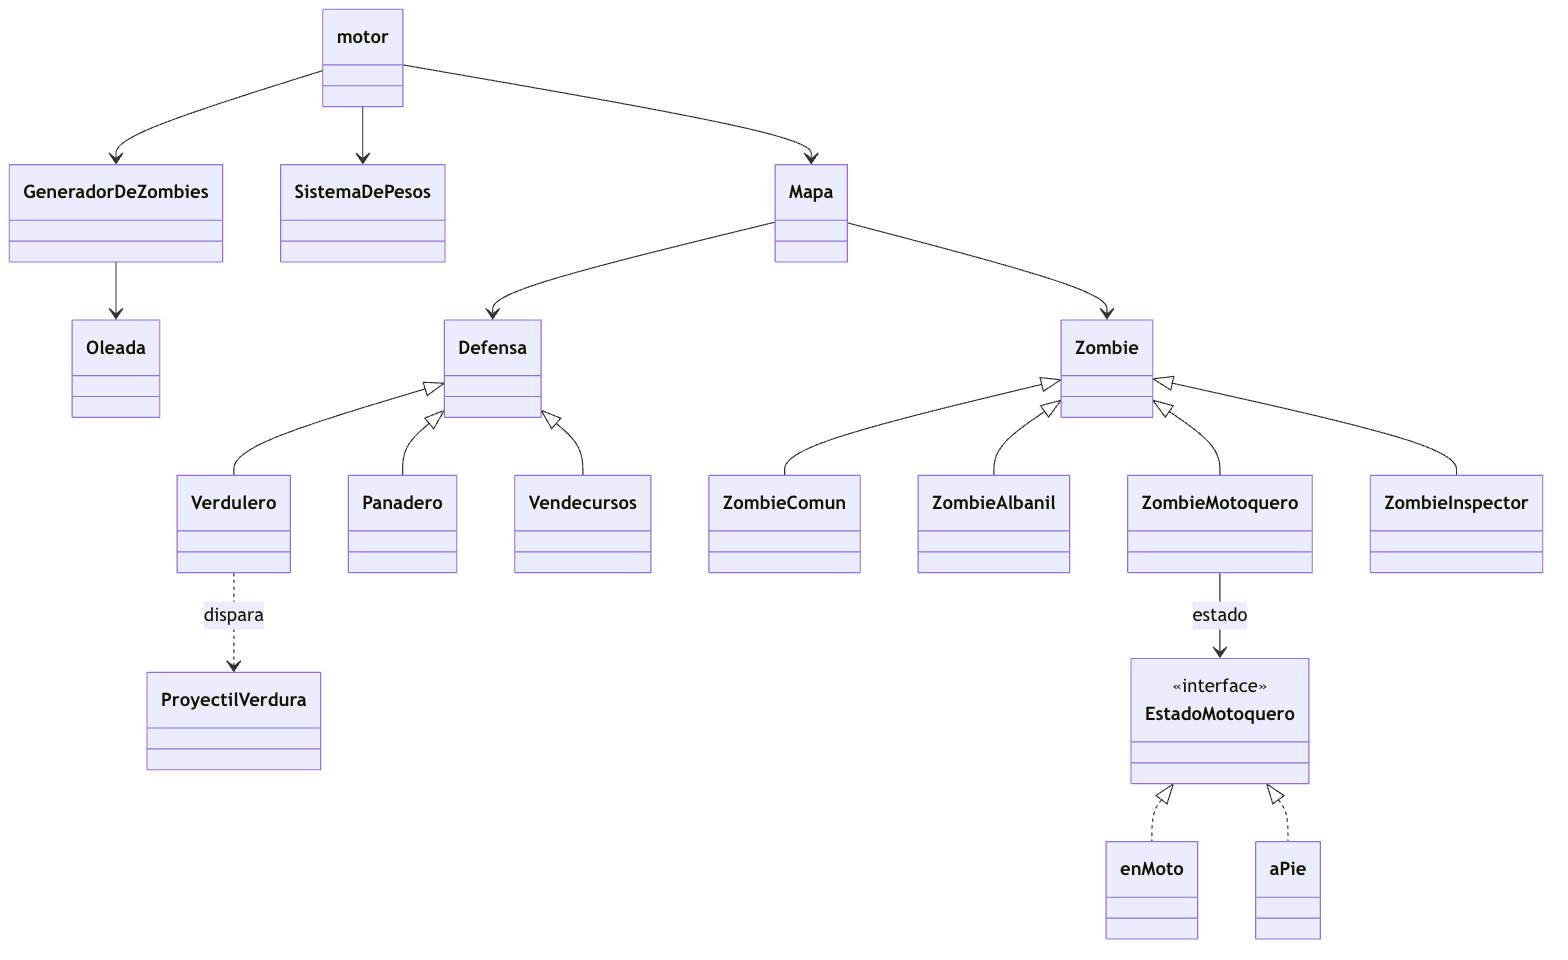 motor
GeneradorDeZombies
SistemaDePesos
Mapa
Oleada
Defensa
Zombie
Verdulero
Panadero
Vendecursos
ZombieComun
ZombieAlbanil
ZombieMotoquero
ZombieInspector
dispara
estado
ProyectilVerdura
«interface»
EstadoMotoquero
enMoto
aPie